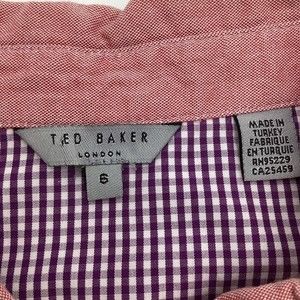 TED BAKER
LONDON
6
MADE IN
TURKEY
FABRIQUE
EN TURQUIE
RN95229
CA25459